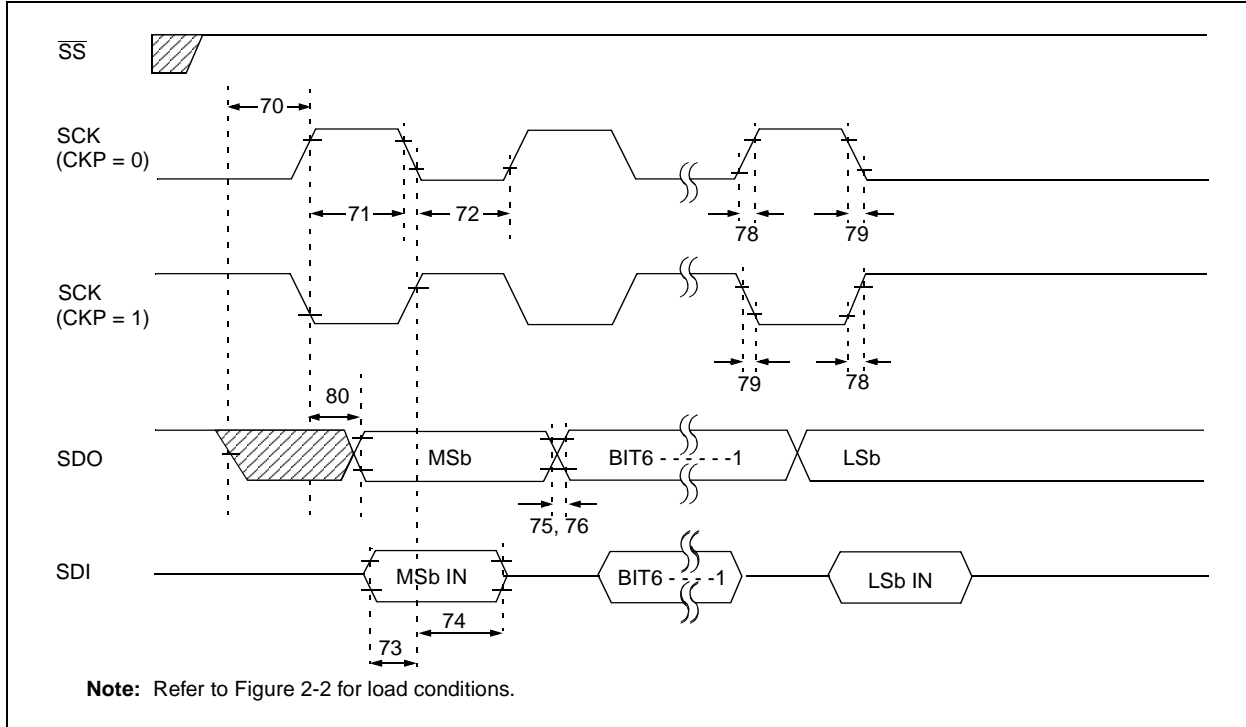 SS
70
SCK
(CKP = 0)
71
72
78
79
SCK
(CKP = 1)
79
78
80
SDO
MSb
BIT6 - - - - - -1
LSb
75, 76
SDI
MSb IN
BIT6 - - - - -1
LSb IN
74
73
Note: Refer to Figure 2-2 for load conditions.